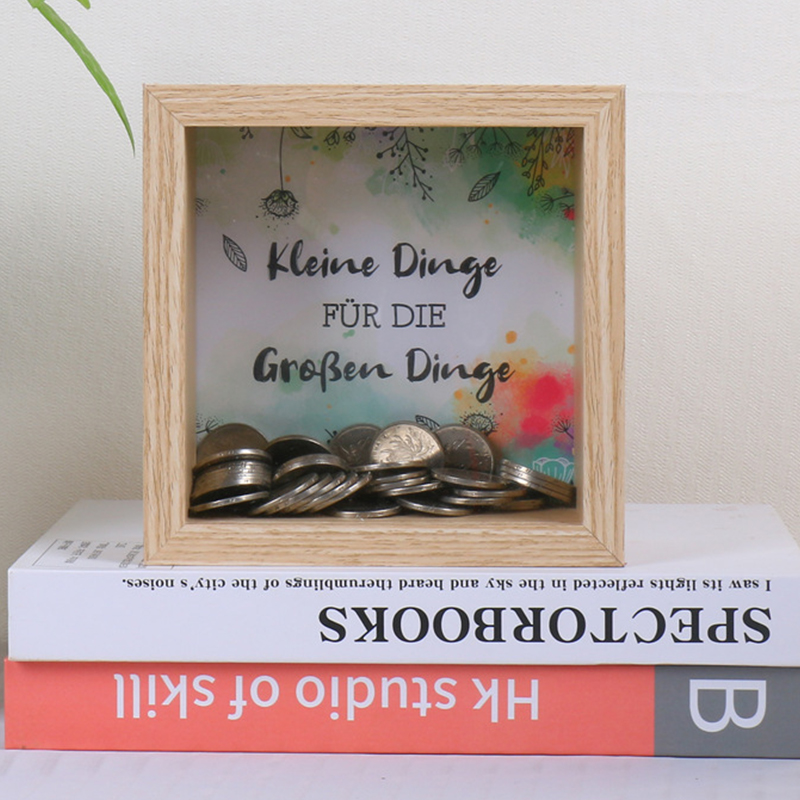 Kleine Dinge
FÜR DIE
Großen Dinge
I saw its lights reflected in the sky and heard therumblings of the city's noises.
SPECTORBOOKS
Hk studio of skill
B